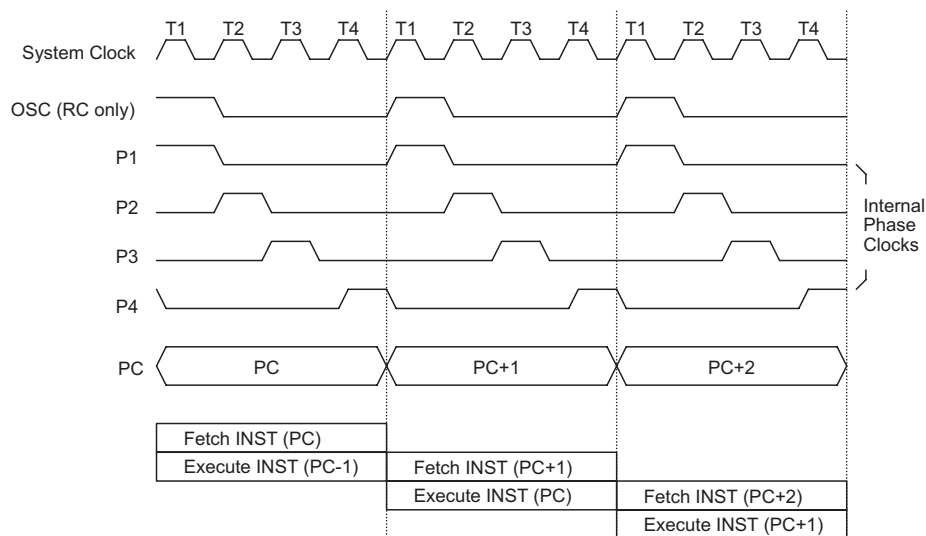 T1 T2 T3 T4 T1 T2 T3 T4 T1 T2 T3 T4
System Clock
OSC (RC only)
P1
P2
P3
P4
Internal
Phase
Clocks
PC PC PC+1 PC+2
Fetch INST (PC)
Execute INST (PC-1) Fetch INST (PC+1)
Execute INST (PC) Fetch INST (PC+2)
Execute INST (PC+1)